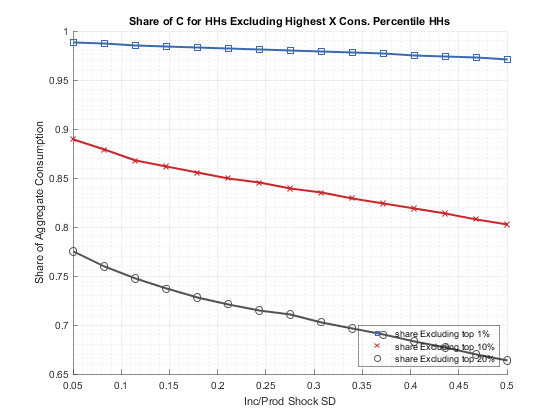 Share of C for HHs Excluding Highest X Cons. Percentile HHs
1
0.95
0.9
0.85
0.8
0.75
0.7
0.65
Share of Aggregate Consumption
share Excluding top 1%
share Excluding top 10%
share Excluding top 20%
0.05 0.1 0.15 0.2 0.25 0.3 0.35 0.4 0.45 0.5
Inc/Prod Shock SD